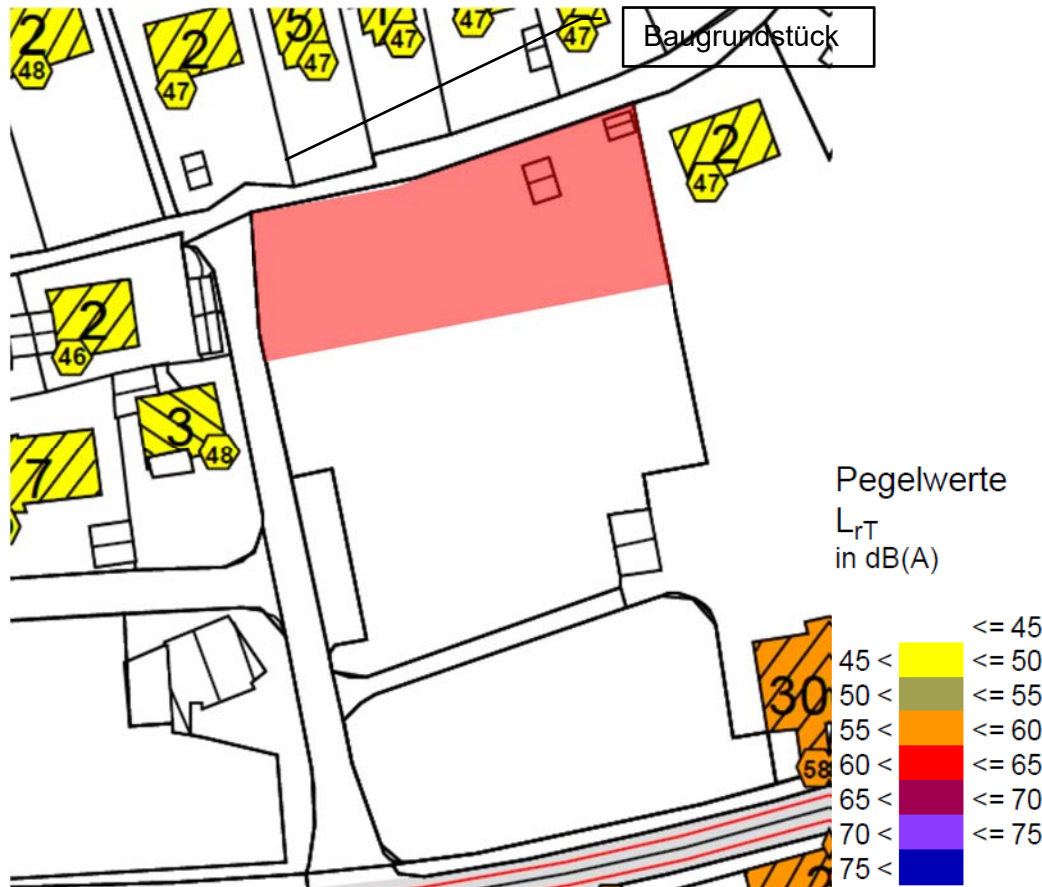 2
48
2
47
5
47
47
47
47
Baugrundstück
2
47
2
46
3
48
7
Pegelwerte
LrT
in dB(A)
<= 45
45 < <= 50
50 < <= 55
55 < <= 60
60 < <= 65
65 < <= 70
70 < <= 75
75 <
30
58